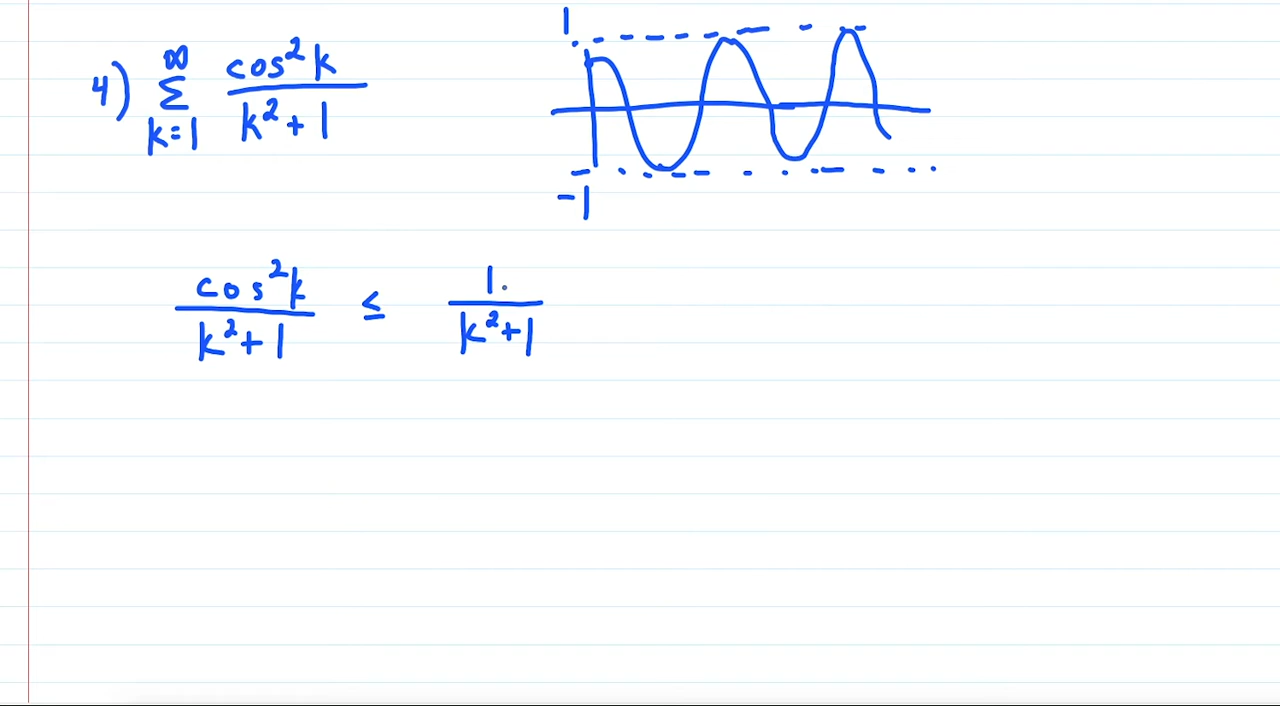 4) ∞ Σ k=1 cos²k / k²+1
1
-1
cos²k / k²+1 ≤ 1 / k²+1